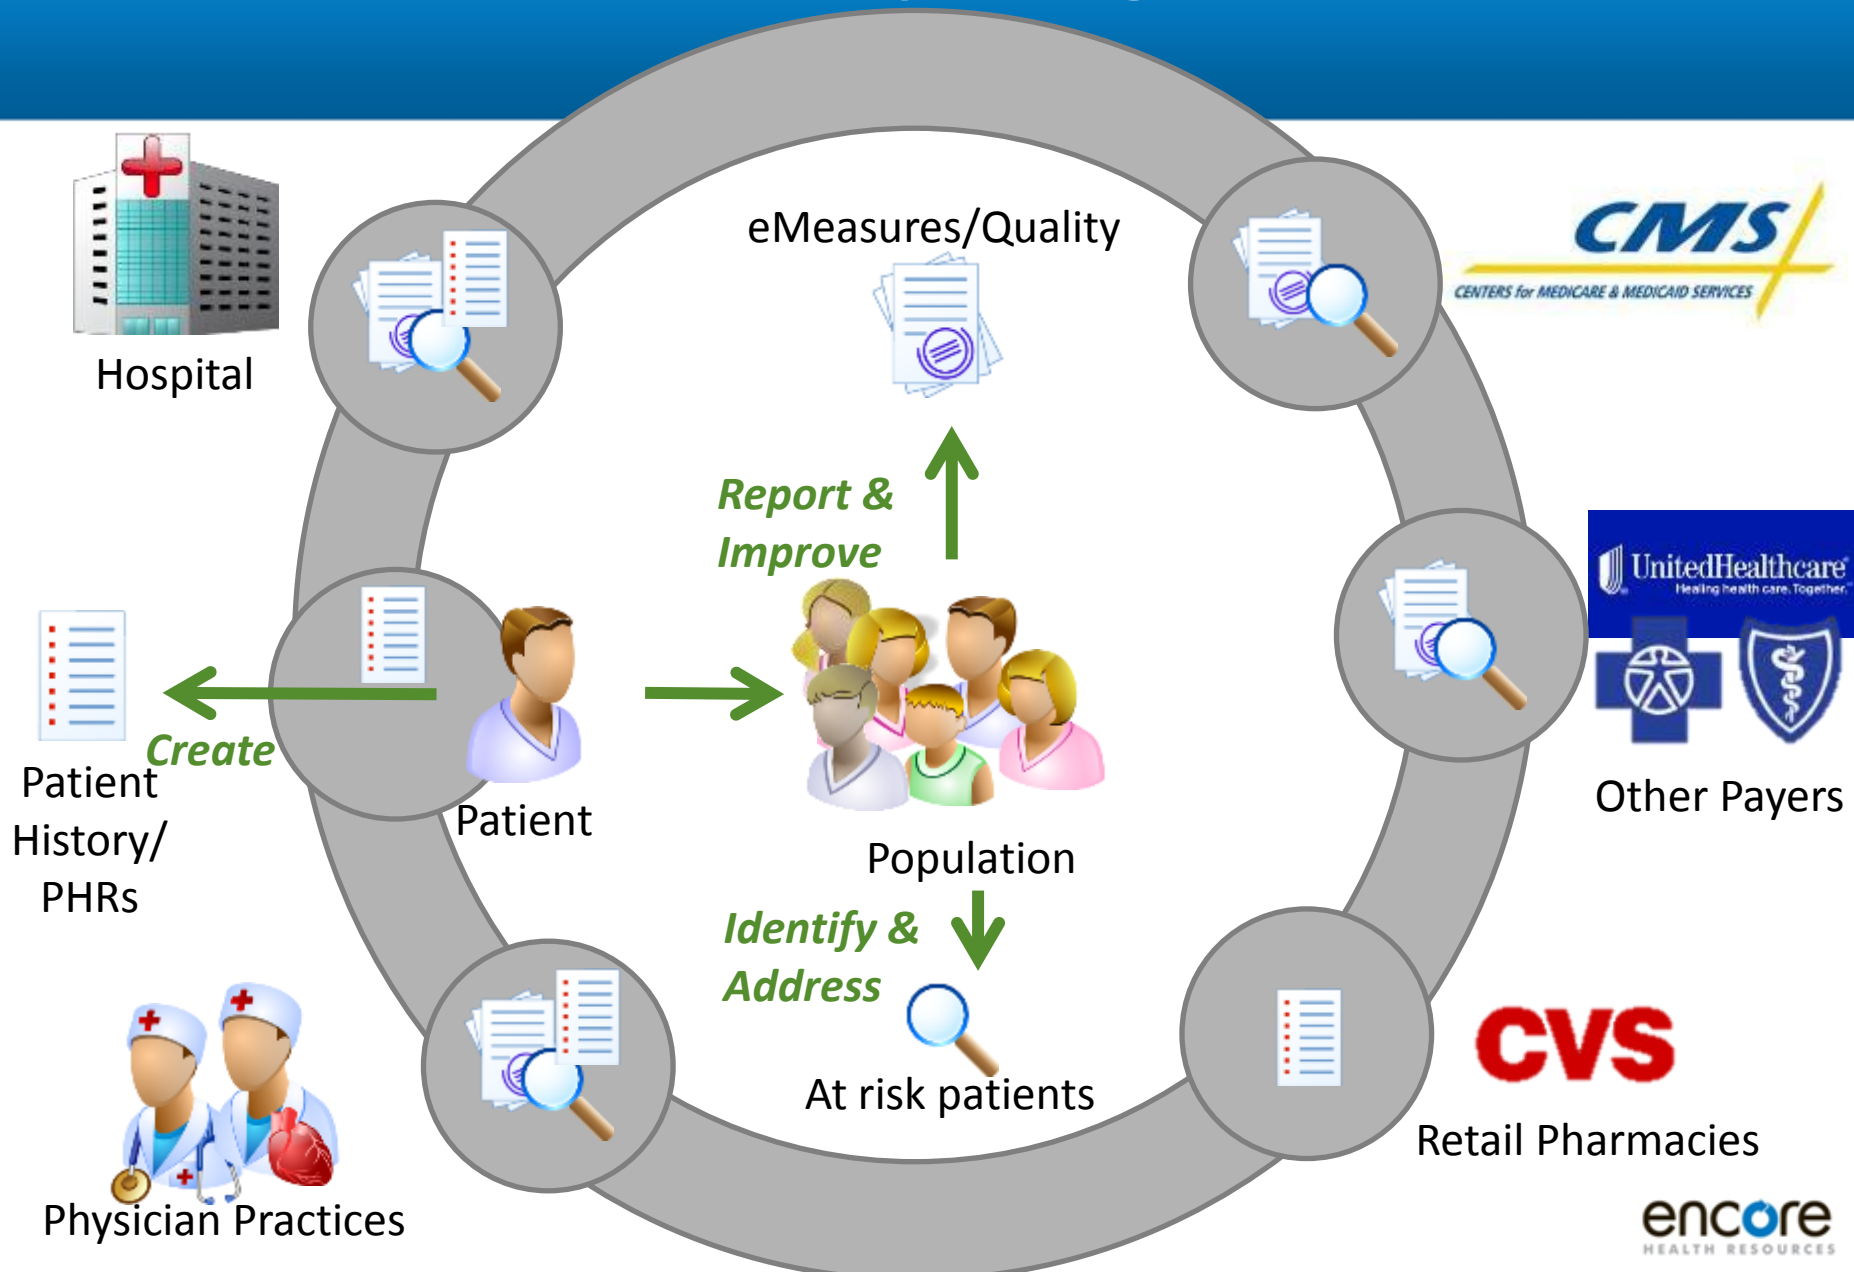 eMeasures/Quality
CMS
CENTERS for MEDICARE & MEDICAID SERVICES
Hospital
Report &
Improve
UnitedHealthcare®
Healing health care. Together.
Create
Patient
History/
PHRs
Patient
Population
Other Payers
Identify &
Address
At risk patients
CVS
Retail Pharmacies
Physician Practices
encore
HEALTH RESOURCES